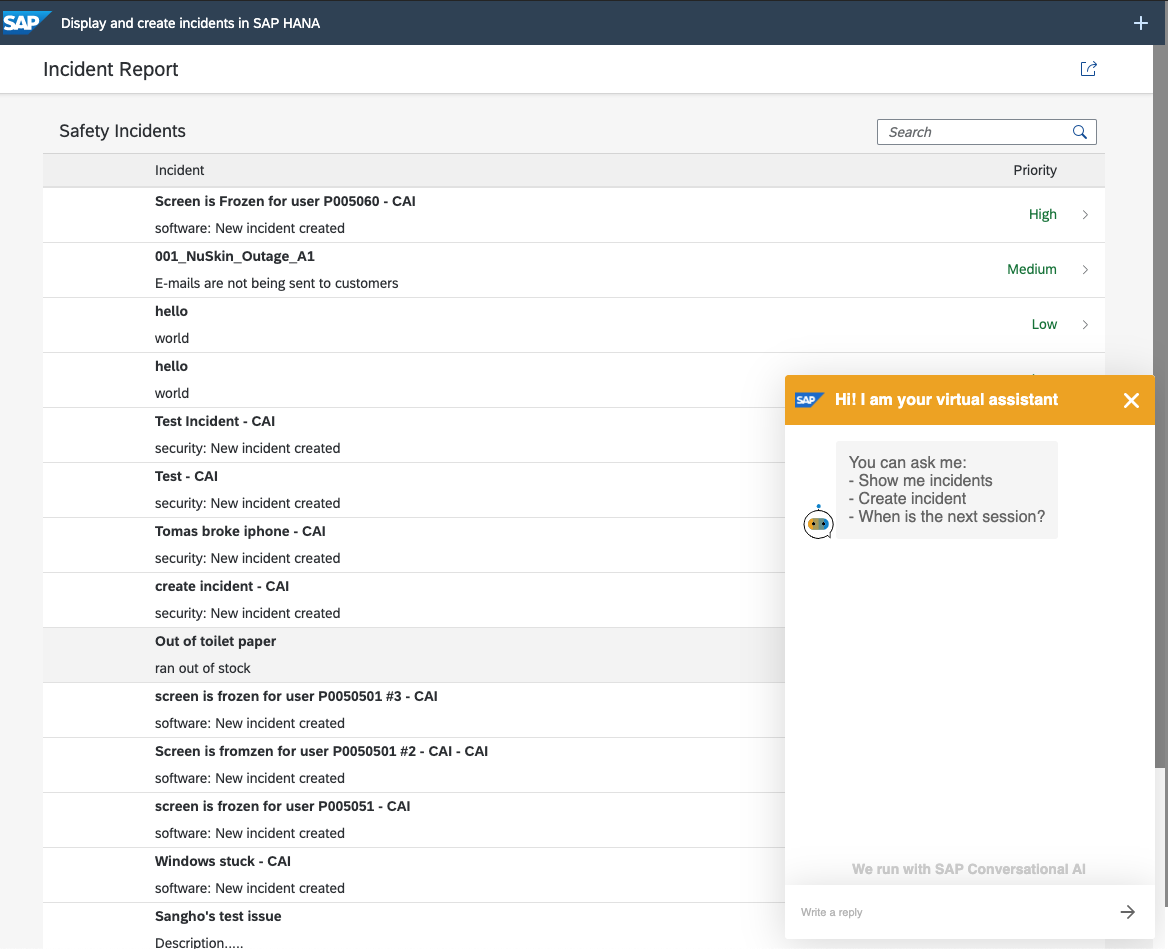 SAP Display and create incidents in SAP HANA
Incident Report
Safety Incidents
Search
Incident Priority
Screen is Frozen for user P005060 - CAI
software: New incident created
High
001_NuSkin_Outage_A1
E-mails are not being sent to customers
Medium
hello
world
Low
hello
world
Test Incident - CAI
security: New incident created
Test - CAI
security: New incident created
Tomas broke iphone - CAI
security: New incident created
create incident - CAI
security: New incident created
Out of toilet paper
ran out of stock
screen is frozen for user P0050501 #3 - CAI
software: New incident created
Screen is fromzen for user P0050501 #2 - CAI - CAI
software: New incident created
screen is frozen for user P005051 - CAI
software: New incident created
Windows stuck - CAI
software: New incident created
Sangho's test issue
Description.....
SAP Hi! I am your virtual assistant
You can ask me:
- Show me incidents
- Create incident
- When is the next session?
We run with SAP Conversational AI
Write a reply